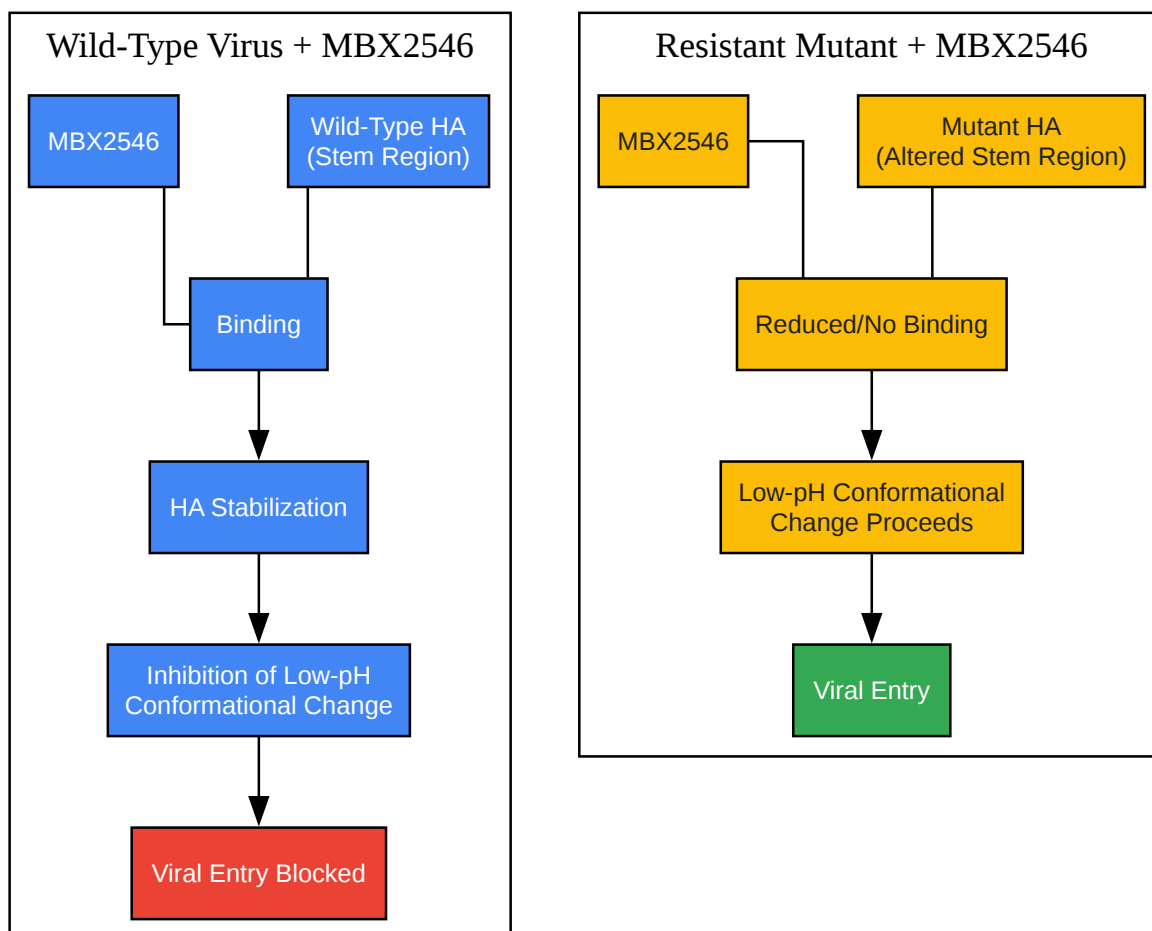 Wild-Type Virus + MBX2546
MBX2546
Wild-Type HA
(Stem Region)
Binding
HA Stabilization
Inhibition of Low-pH
Conformational Change
Viral Entry Blocked
Resistant Mutant + MBX2546
MBX2546
Mutant HA
(Altered Stem Region)
Reduced/No Binding
Low-pH Conformational
Change Proceeds
Viral Entry